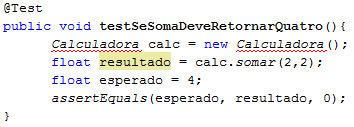 @Test
public void testSeSomaDeveRetornarQuatro(){
Calculadora calc = new Calculadora();
float resultado = calc.somar(2,2);
float esperado = 4;
assertEquals(esperado, resultado, 0);
}